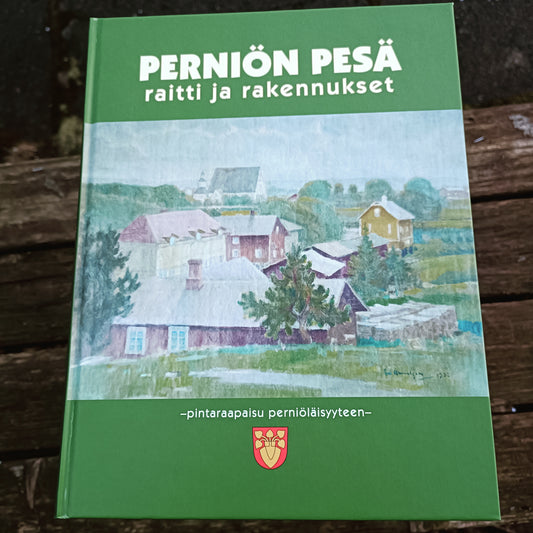 PERNIÖN PESÄ
raitti ja rakennukset
–pintaraapaisu perniöläisyyteen–